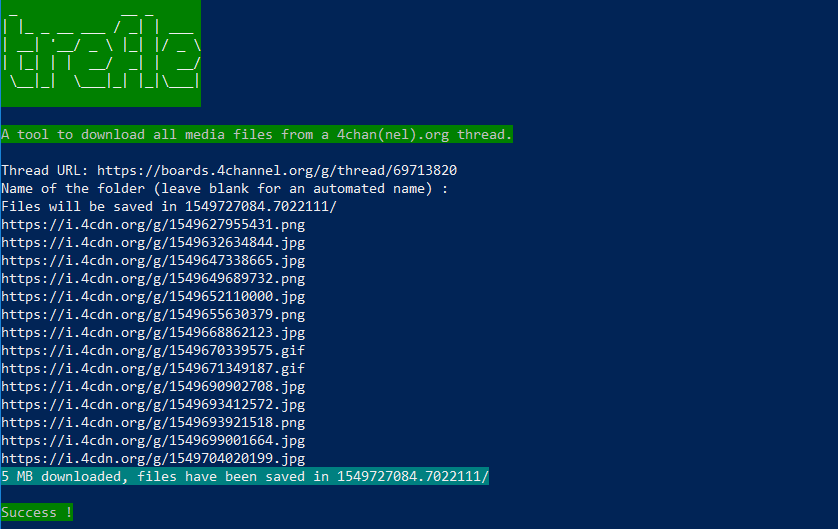 trefle
A tool to download all media files from a 4chan(nel).org thread.
Thread URL: https://boards.4channel.org/g/thread/69713820
Name of the folder (leave blank for an automated name) :
Files will be saved in 1549727084.7022111/
https://i.4cdn.org/g/1549627955431.png
https://i.4cdn.org/g/1549632634844.jpg
https://i.4cdn.org/g/1549647338665.jpg
https://i.4cdn.org/g/1549649689732.png
https://i.4cdn.org/g/1549652110000.jpg
https://i.4cdn.org/g/1549655630379.png
https://i.4cdn.org/g/1549668862123.jpg
https://i.4cdn.org/g/1549670339575.gif
https://i.4cdn.org/g/1549671349187.gif
https://i.4cdn.org/g/1549690902708.jpg
https://i.4cdn.org/g/1549693412572.jpg
https://i.4cdn.org/g/1549693921518.png
https://i.4cdn.org/g/1549699001664.jpg
https://i.4cdn.org/g/1549704020199.jpg
5 MB downloaded, files have been saved in 1549727084.7022111/
Success !